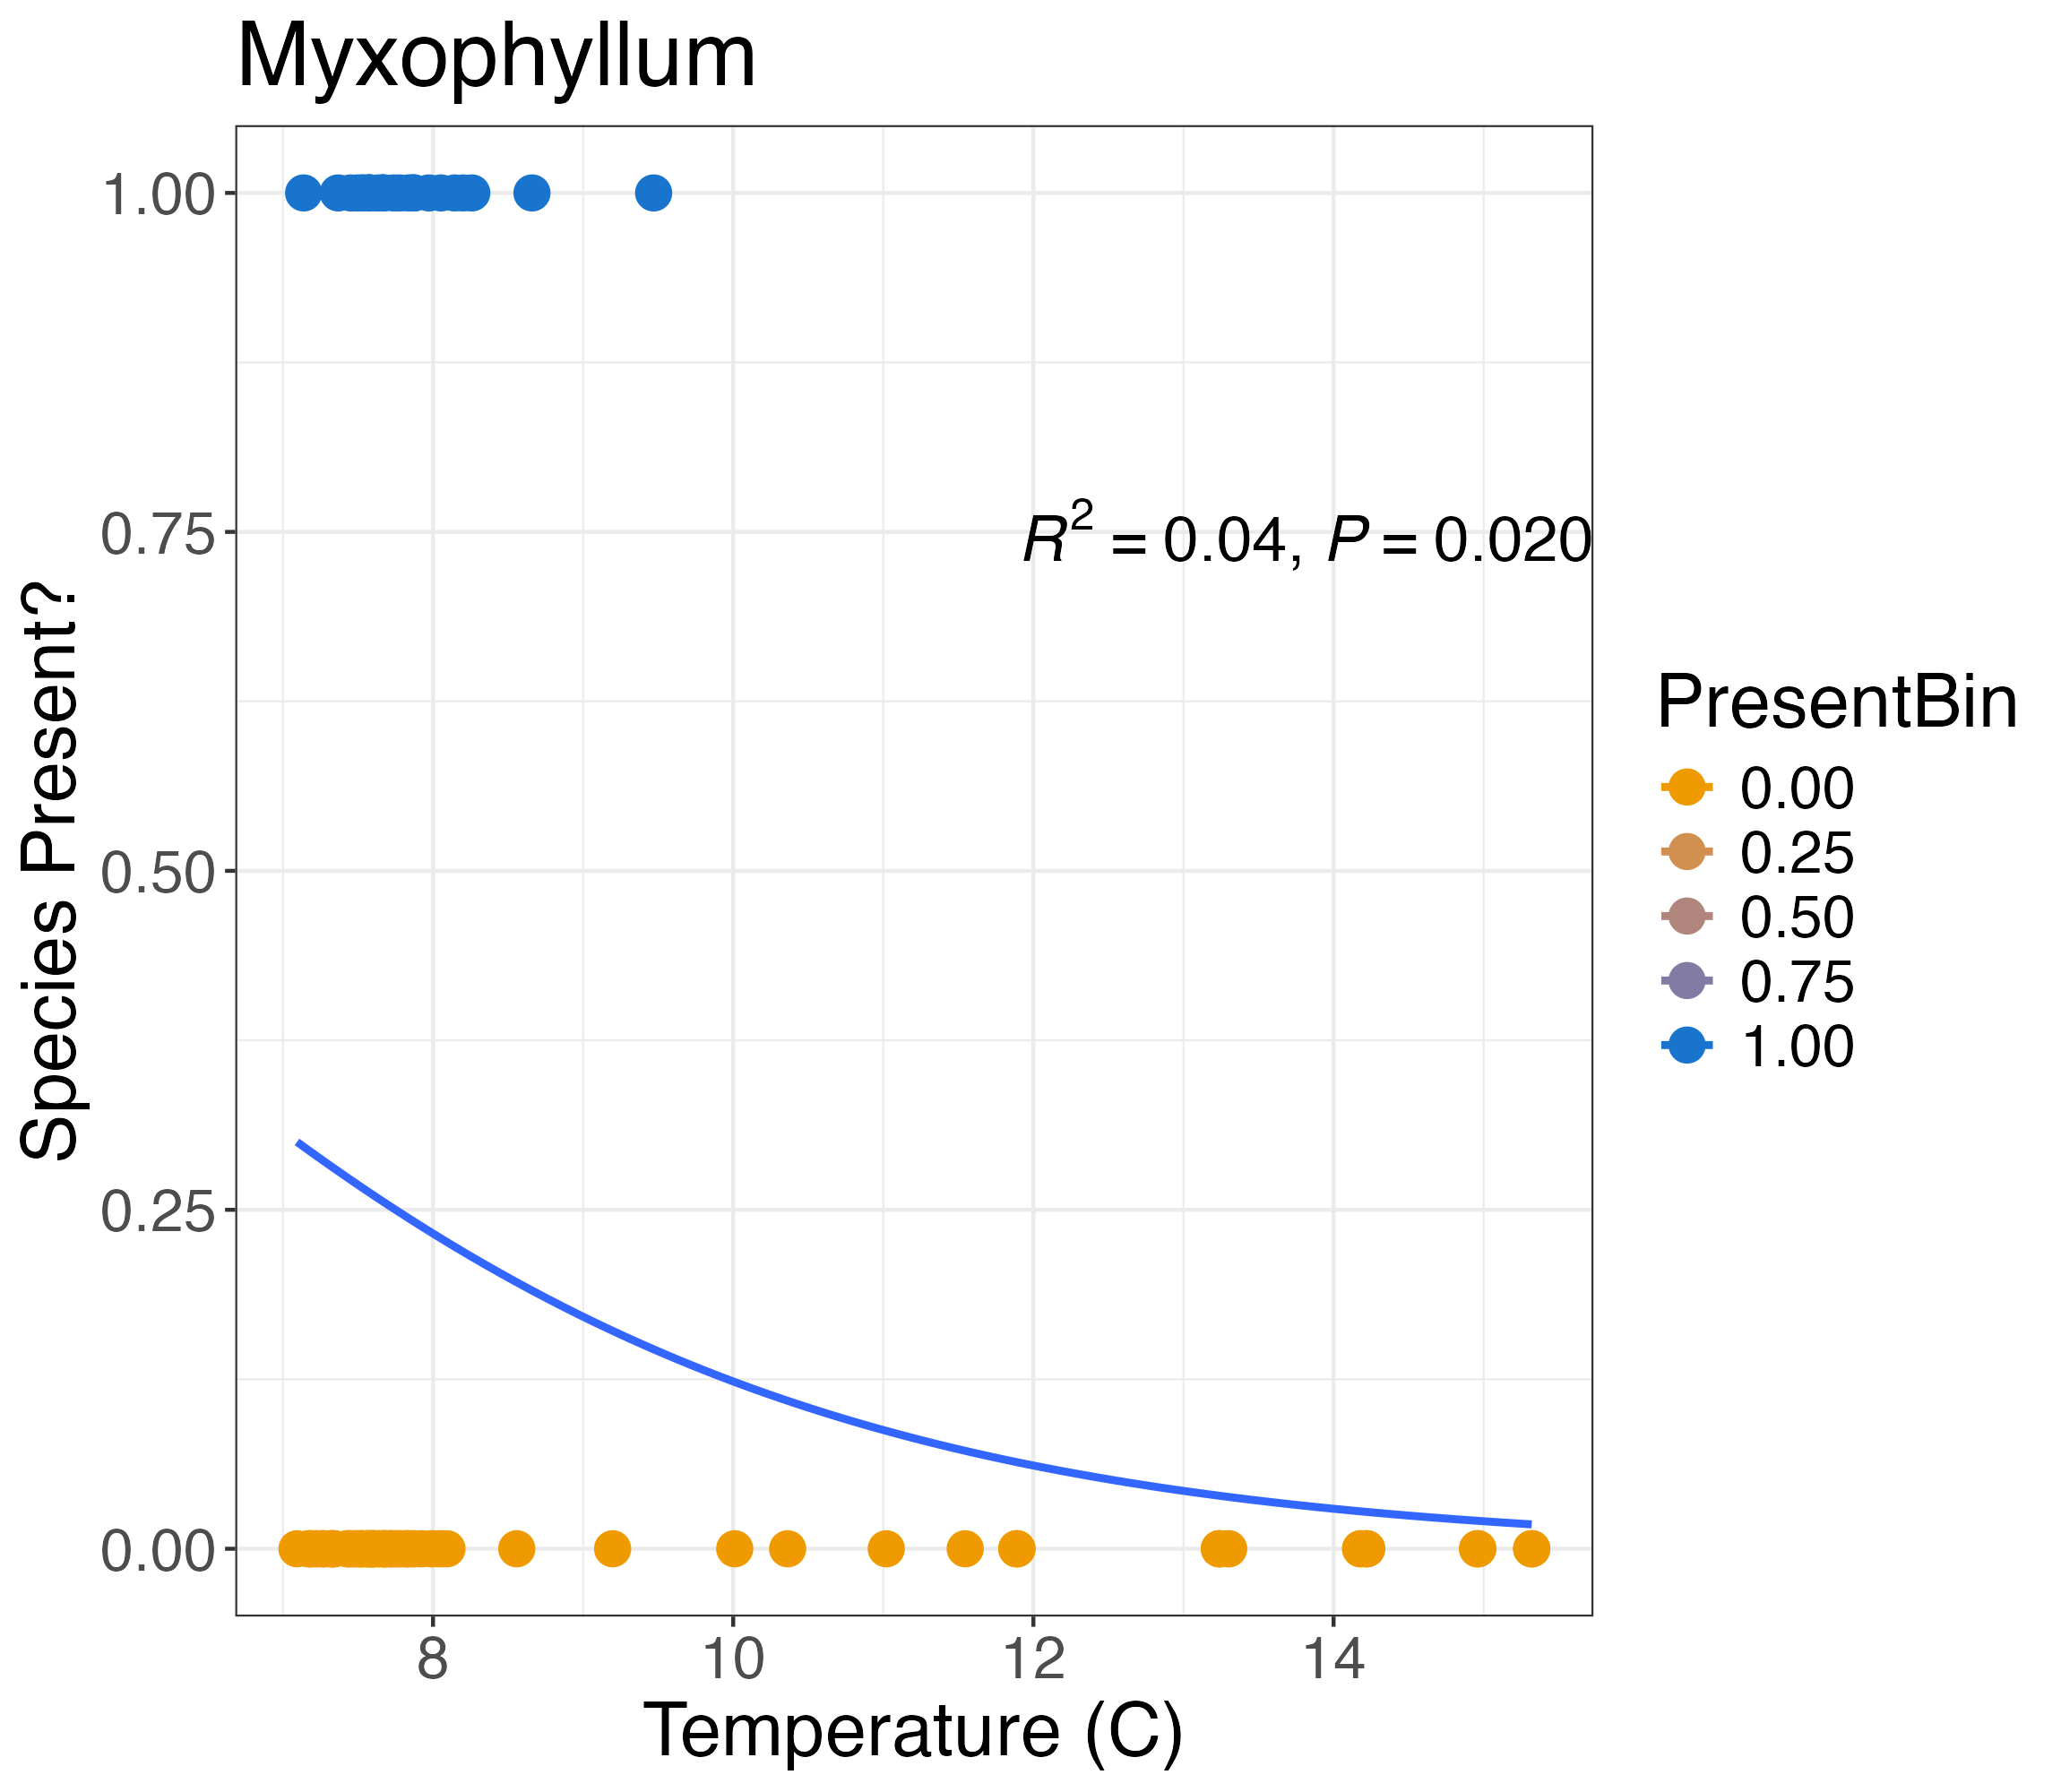 Myxophyllum
1.00
0.75
0.50
0.25
0.00
Species Present?
R² = 0.04, P = 0.020
8 10 12 14
Temperature (C)
PresentBin
0.00
0.25
0.50
0.75
1.00